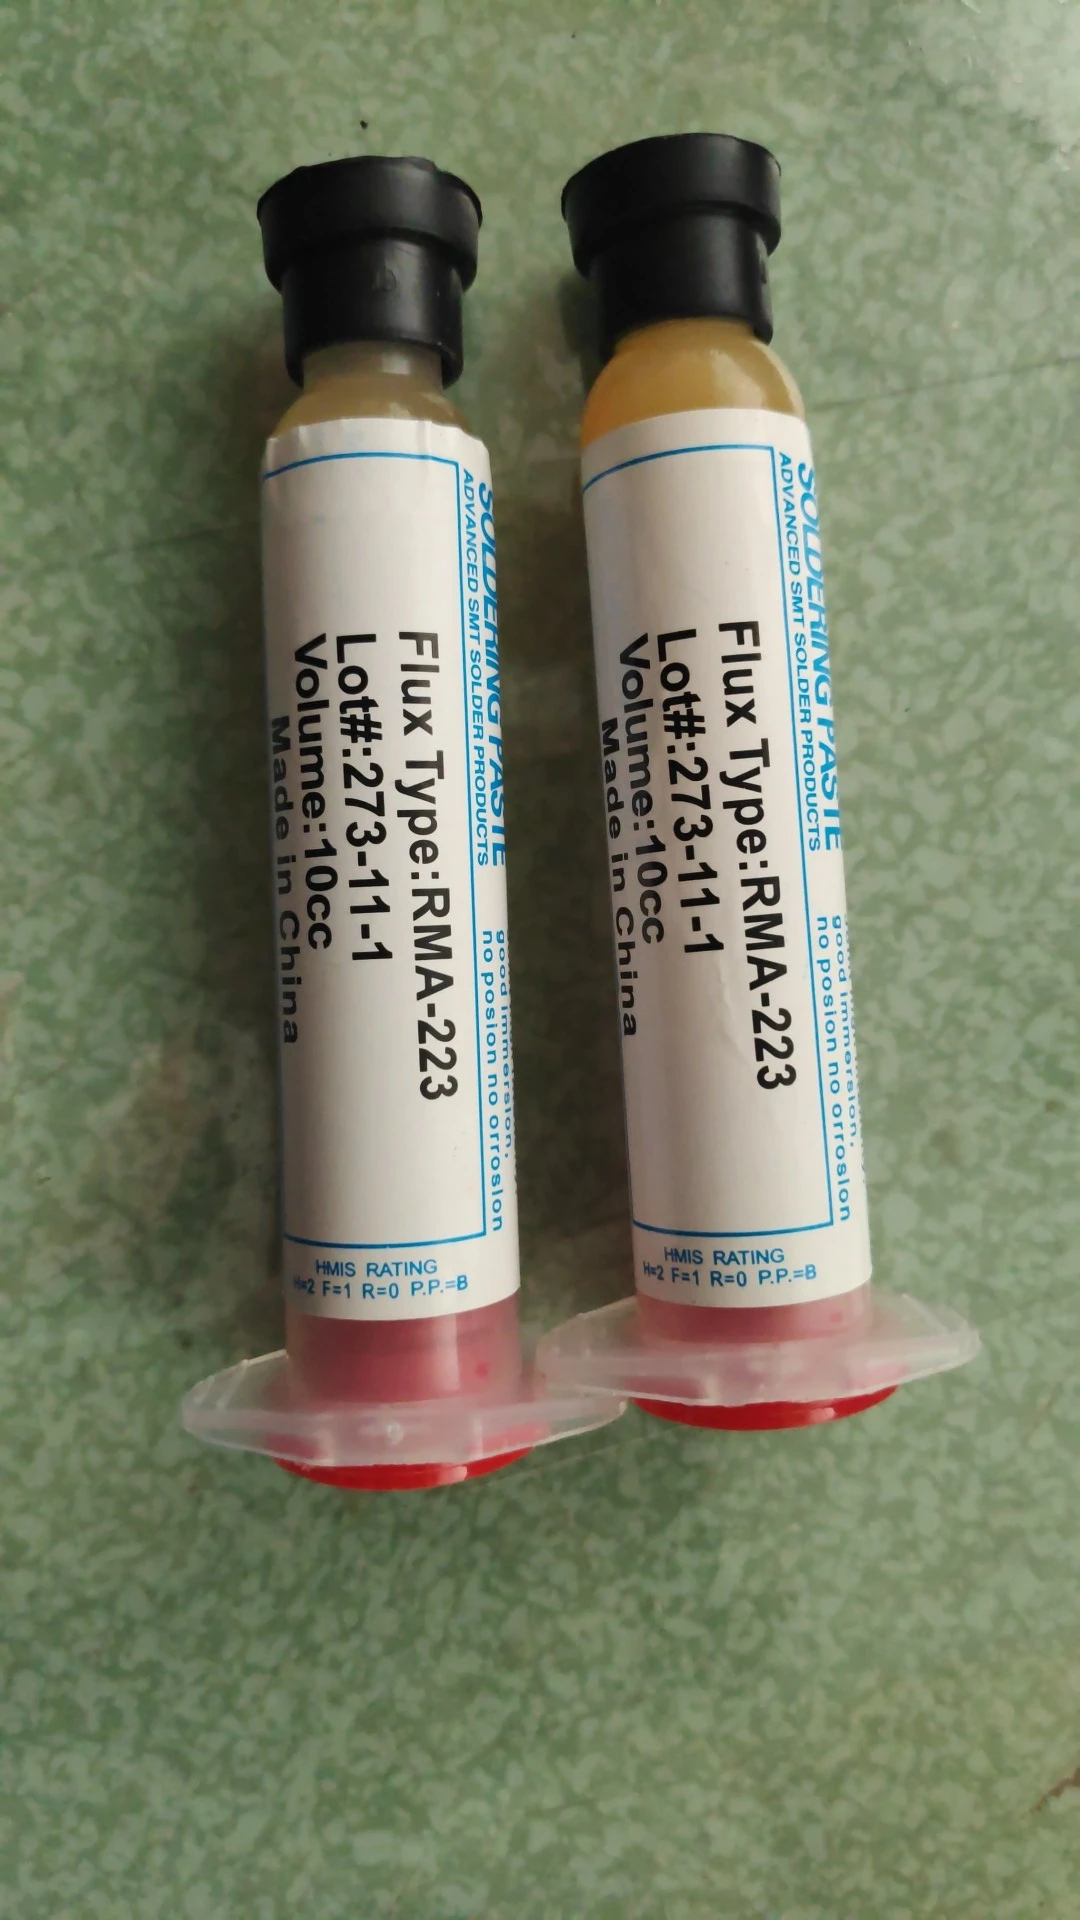 SOLDERING PASTE
ADVANCED SMT SOLDER PRODUCTS
good immersion,
no posion no orrosion
Flux Type:RMA-223
Lot#:273-11-1
Volume:10cc
Made in China
HMIS RATING
H=2 F=1 R=0 P.P.=B
SOLDERING PASTE
ADVANCED SMT SOLDER PRODUCTS
good immersion,
no posion no orrosion
Flux Type:RMA-223
Lot#:273-11-1
Volume:10cc
Made in China
HMIS RATING
H=2 F=1 R=0 P.P.=B